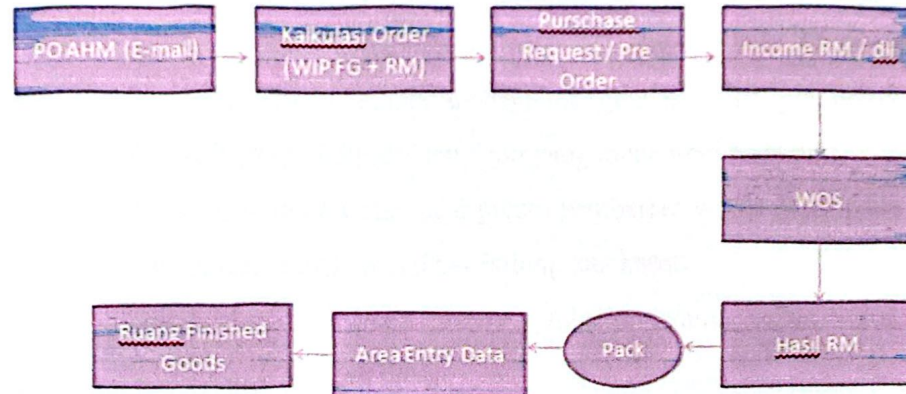 PO AHM (E-mail)
Kalkulasi Order
(WIP FG + RM)
Purschase
Request / Pre
Order
Income RM / dll
WOS
Hasil RM
Pack
Area Entry Data
Ruang Finished
Goods